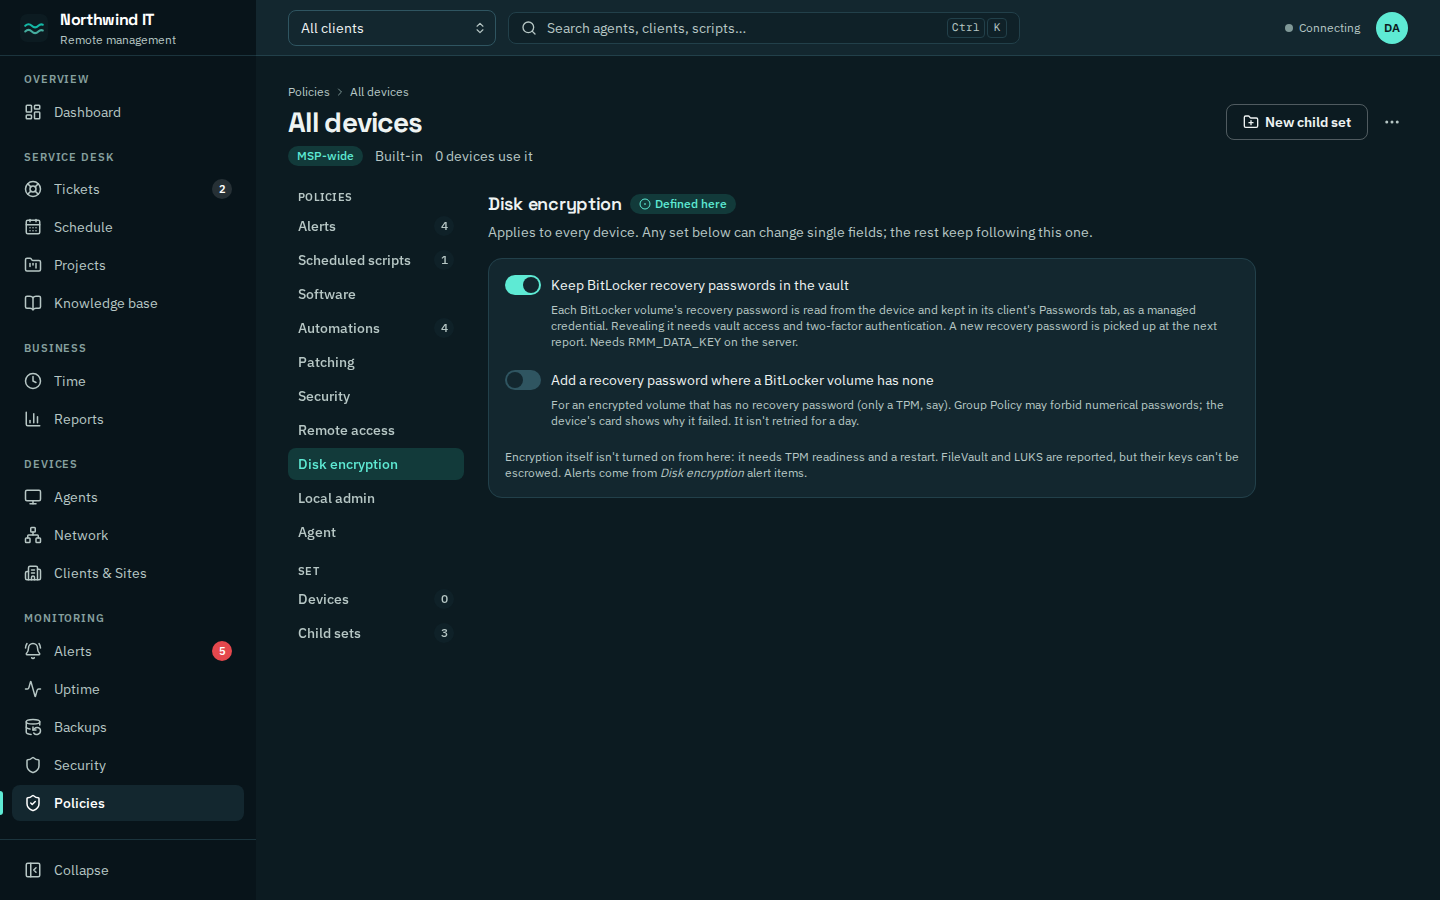 Northwind IT
Remote management
All clients
Search agents, clients, scripts...
Ctrl K
Connecting
DA
OVERVIEW
Dashboard
SERVICE DESK
Tickets 2
Schedule
Projects
Knowledge base
BUSINESS
Time
Reports
DEVICES
Agents
Network
Clients & Sites
MONITORING
Alerts 5
Uptime
Backups
Security
Policies
Collapse
Policies > All devices
All devices
New child set
MSP-wide Built-in 0 devices use it
POLICIES
Alerts 4
Scheduled scripts 1
Software
Automations 4
Patching
Security
Remote access
Disk encryption
Local admin
Agent
SET
Devices 0
Child sets 3
Disk encryption Defined here
Applies to every device. Any set below can change single fields; the rest keep following this one.
Keep BitLocker recovery passwords in the vault
Each BitLocker volume's recovery password is read from the device and kept in its client's Passwords tab, as a managed
credential. Revealing it needs vault access and two-factor authentication. A new recovery password is picked up at the next
report. Needs RMM_DATA_KEY on the server.
Add a recovery password where a BitLocker volume has none
For an encrypted volume that has no recovery password (only a TPM, say). Group Policy may forbid numerical passwords; the
device's card shows why it failed. It isn't retried for a day.
Encryption itself isn't turned on from here: it needs TPM readiness and a restart. FileVault and LUKS are reported, but their keys can't be
escrowed. Alerts come from Disk encryption alert items.